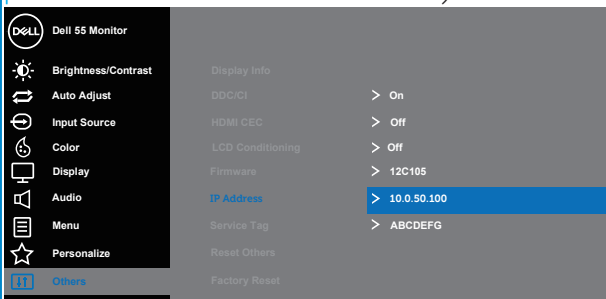 DELL
Dell 55 Monitor
Brightness/Contrast
Display Info
Auto Adjust
DDC/CI > On
Input Source
HDMI CEC > Off
Color
LCD Conditioning > Off
Display
Firmware > 12C105
Audio
IP Address > 10.0.50.100
Menu
Service Tag > ABCDEFG
Personalize
Reset Others
Others
Factory Reset